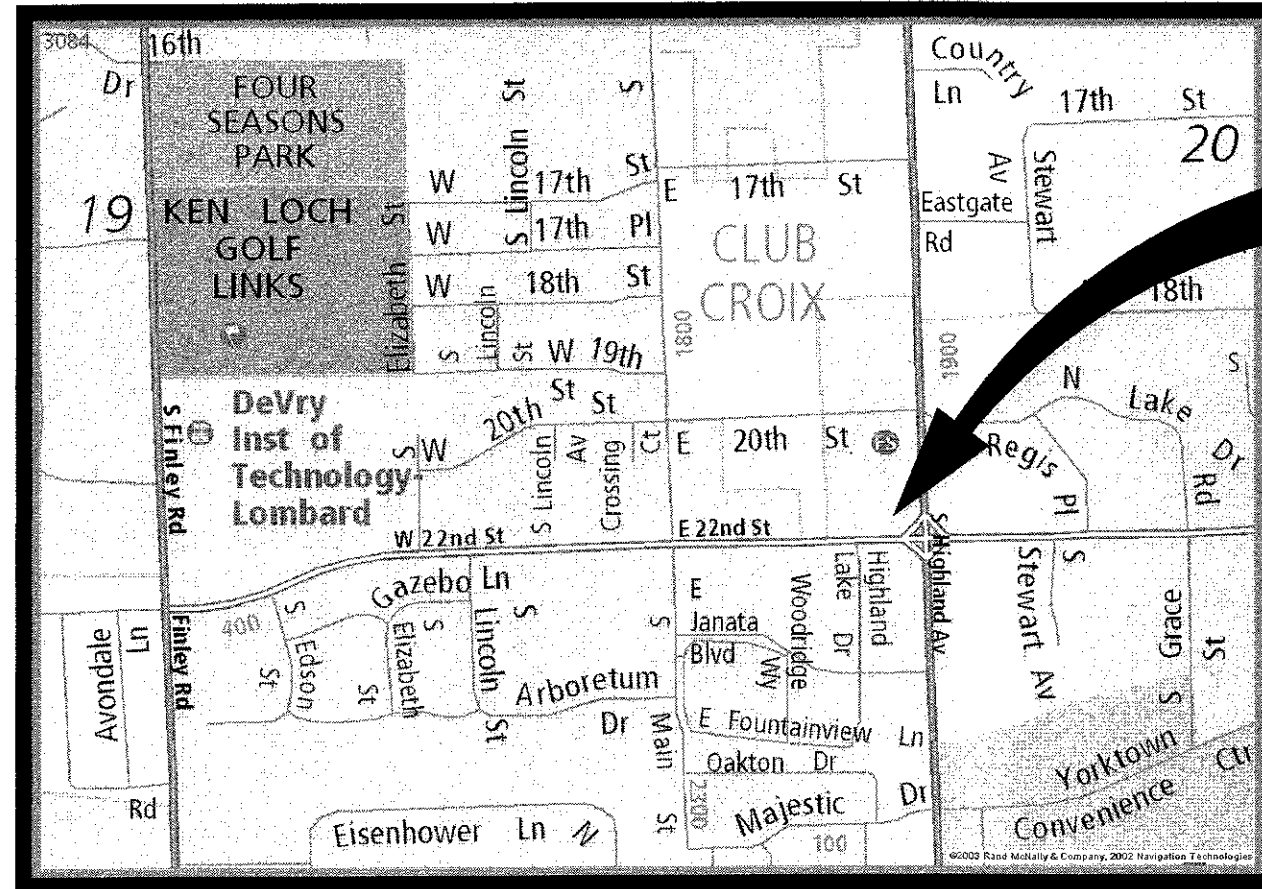 3084
16th
Dr
FOUR
SEASONS
PARK
19
KEN LOCH
GOLF
LINKS
Elizabeth St
S Lincoln St
S
W 17th St
W 17th Pl
W 18th St
S Lincoln St
W 19th
E 17th St
CLUB
CROIX
1800
Country
Ln
17th St
20
Av
Stewart
Eastgate
Rd
18th
1900
N
Lake
Dr
S
Regis
Pl
Rd
DeVry
Inst of
Technology-
Lombard
S Finley Rd
S
W 20th St
St
S Lincoln
Av
Crossing
Ct
E 20th St
W 22nd St
E 22nd St
S Highland Av
Finley Rd
Avondale
Ln
Rd
400
Gazebo Ln
S Edson
St
S Elizabeth
St
S
Lincoln
St
Arboretum
Dr
S
Main
St
2300
E
Janata
Blvd
Woodridge
Wy
Highland
Lake Dr
E Fountainview Ln
Oakton Dr
Majestic
Dr
100
Eisenhower Ln N
S
Stewart Av
S Grace
St
Yorktown
Convenience
Ctr
©2003 Rand McNally & Company, 2002 Navigation Technologies